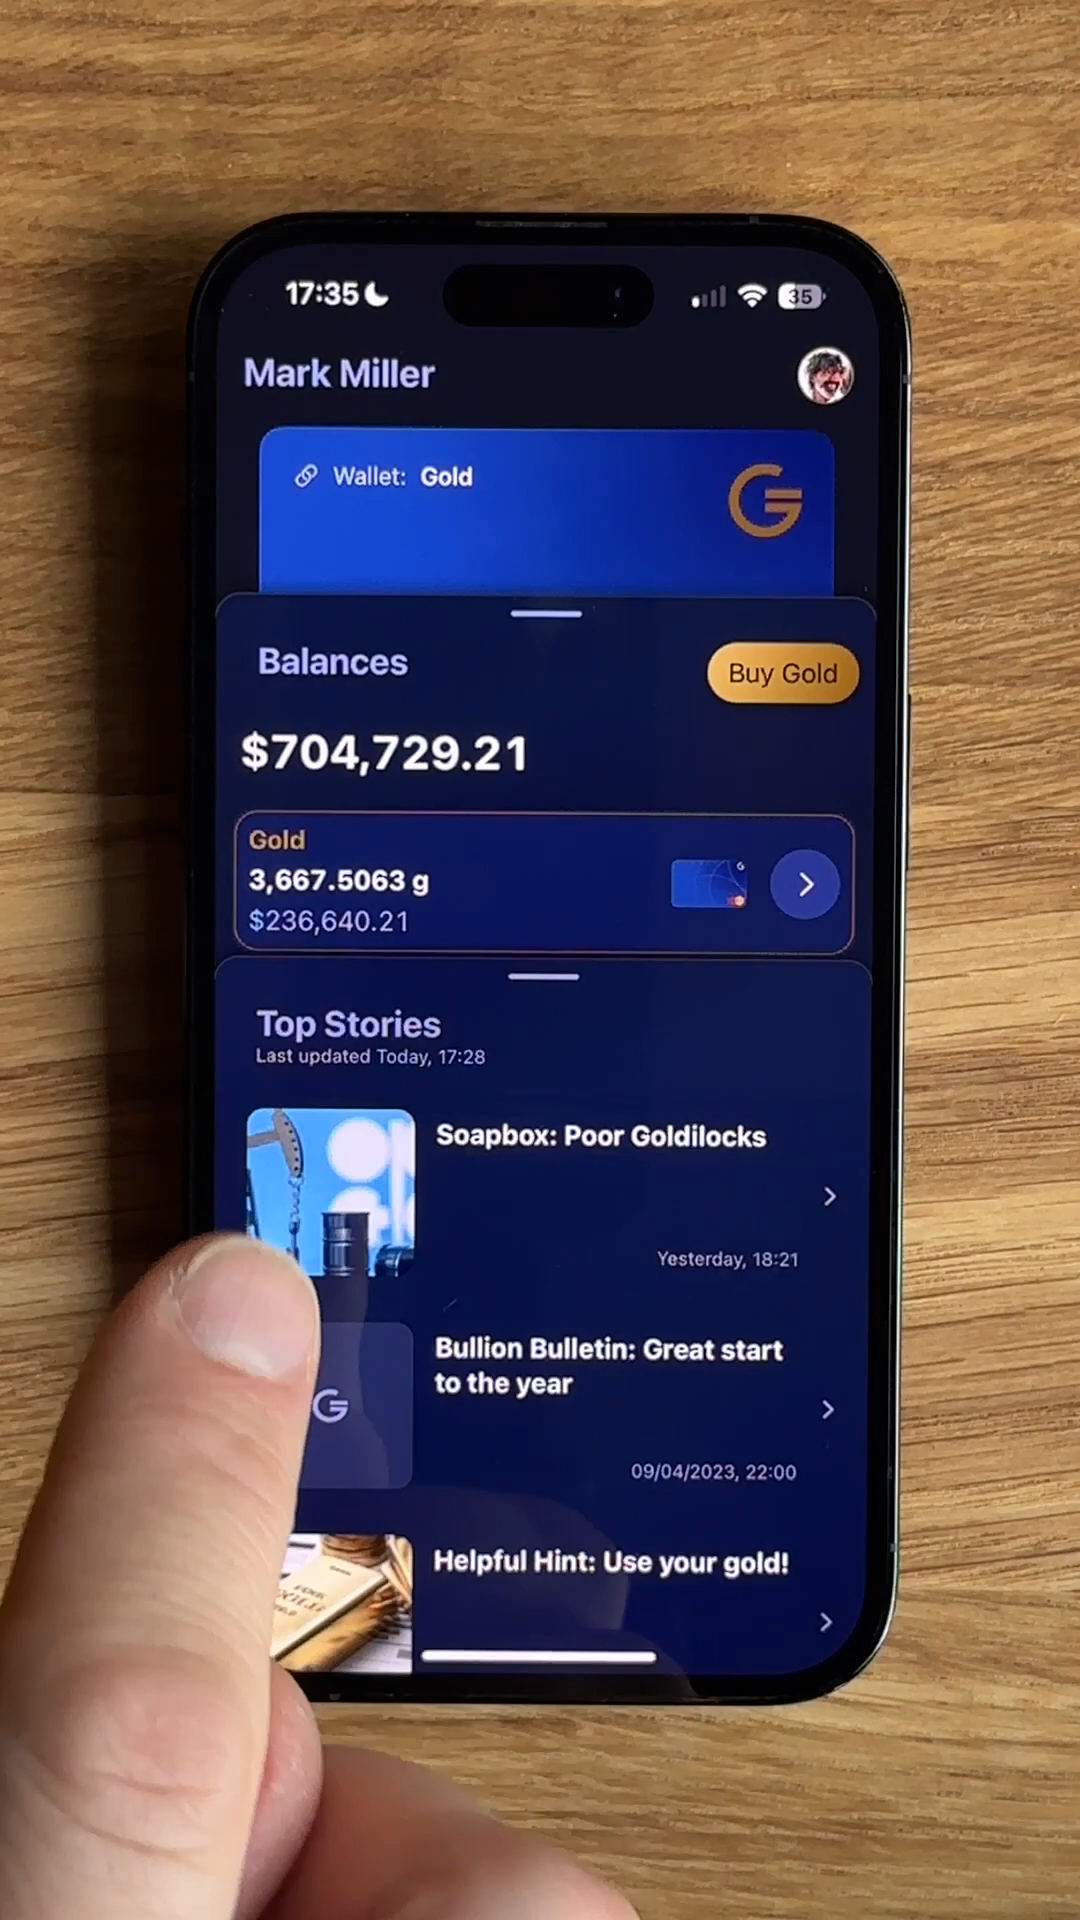 17:35
35
Mark Miller
Wallet: Gold
Balances
Buy Gold
$704,729.21
Gold
3,667.5063 g
$236,640.21
Top Stories
Last updated Today, 17:28
Soapbox: Poor Goldilocks
Yesterday, 18:21
Bullion Bulletin: Great start
to the year
09/04/2023, 22:00
Helpful Hint: Use your gold!